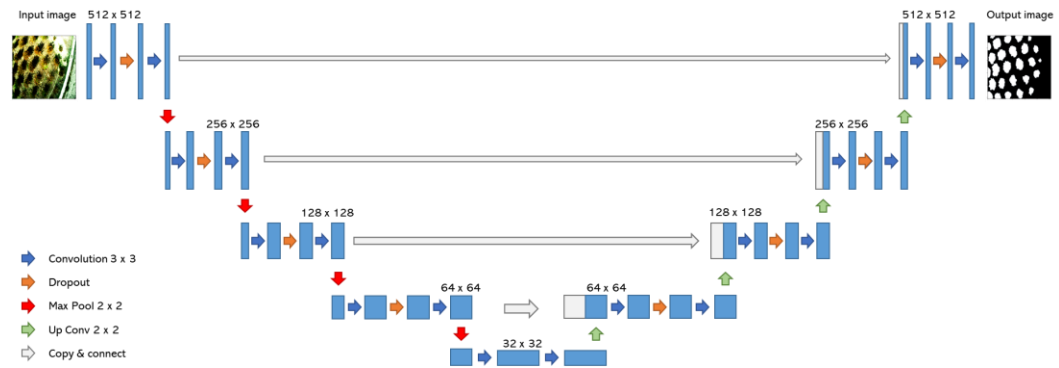 Input image
512 x 512
512 x 512
Output image
256 x 256
256 x 256
128 x 128
128 x 128
64 x 64
64 x 64
32 x 32
Convolution 3 x 3
Dropout
Max Pool 2 x 2
Up Conv 2 x 2
Copy & connect